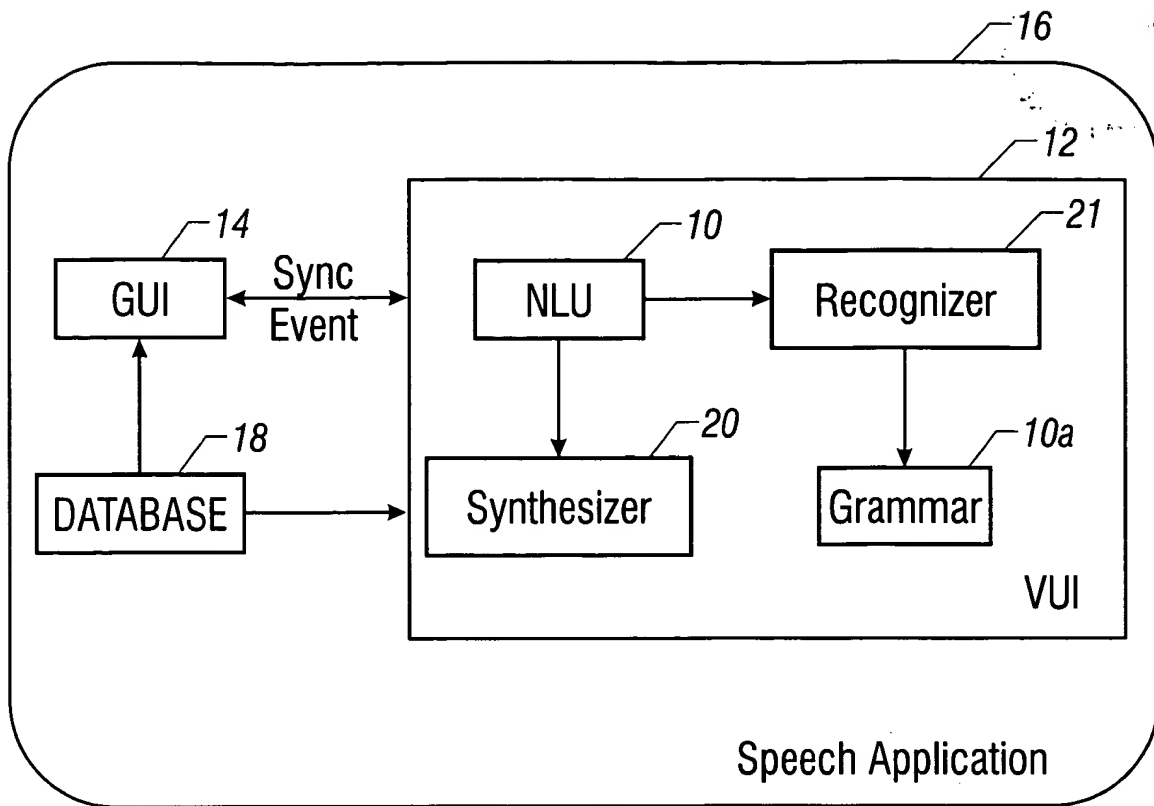 16
12
14
10
21
GUI
Sync
Event
NLU
Recognizer
18
20
10a
DATABASE
Synthesizer
Grammar
VUI
Speech Application